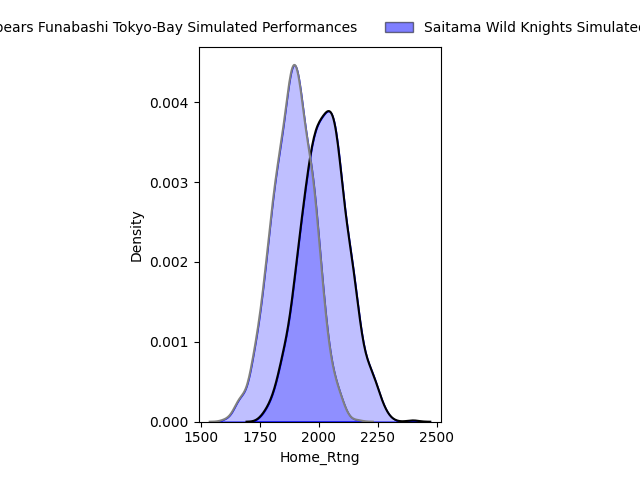 pears Funabashi Tokyo-Bay Simulated Performances
Saitama Wild Knights Simulated
0.004
0.003
0.002
0.001
0.000
Density
1500 1750 2000 2250 2500
Home_Rtng